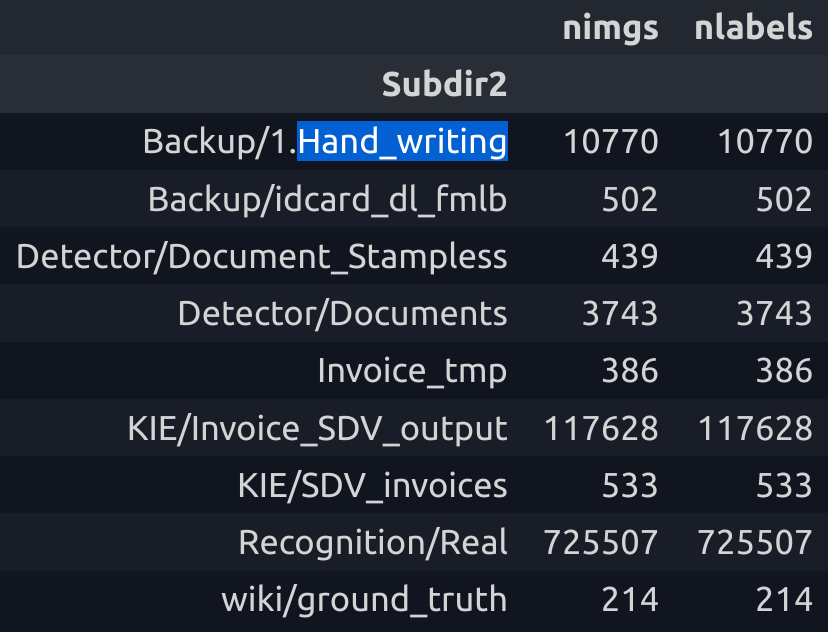 nimgs nlabels
Subdir2
Backup/1.Hand_writing 10770 10770
Backup/idcard_dl_fmlb 502 502
Detector/Document_Stampless 439 439
Detector/Documents 3743 3743
Invoice_tmp 386 386
KIE/Invoice_SDV_output 117628 117628
KIE/SDV_invoices 533 533
Recognition/Real 725507 725507
wiki/ground_truth 214 214